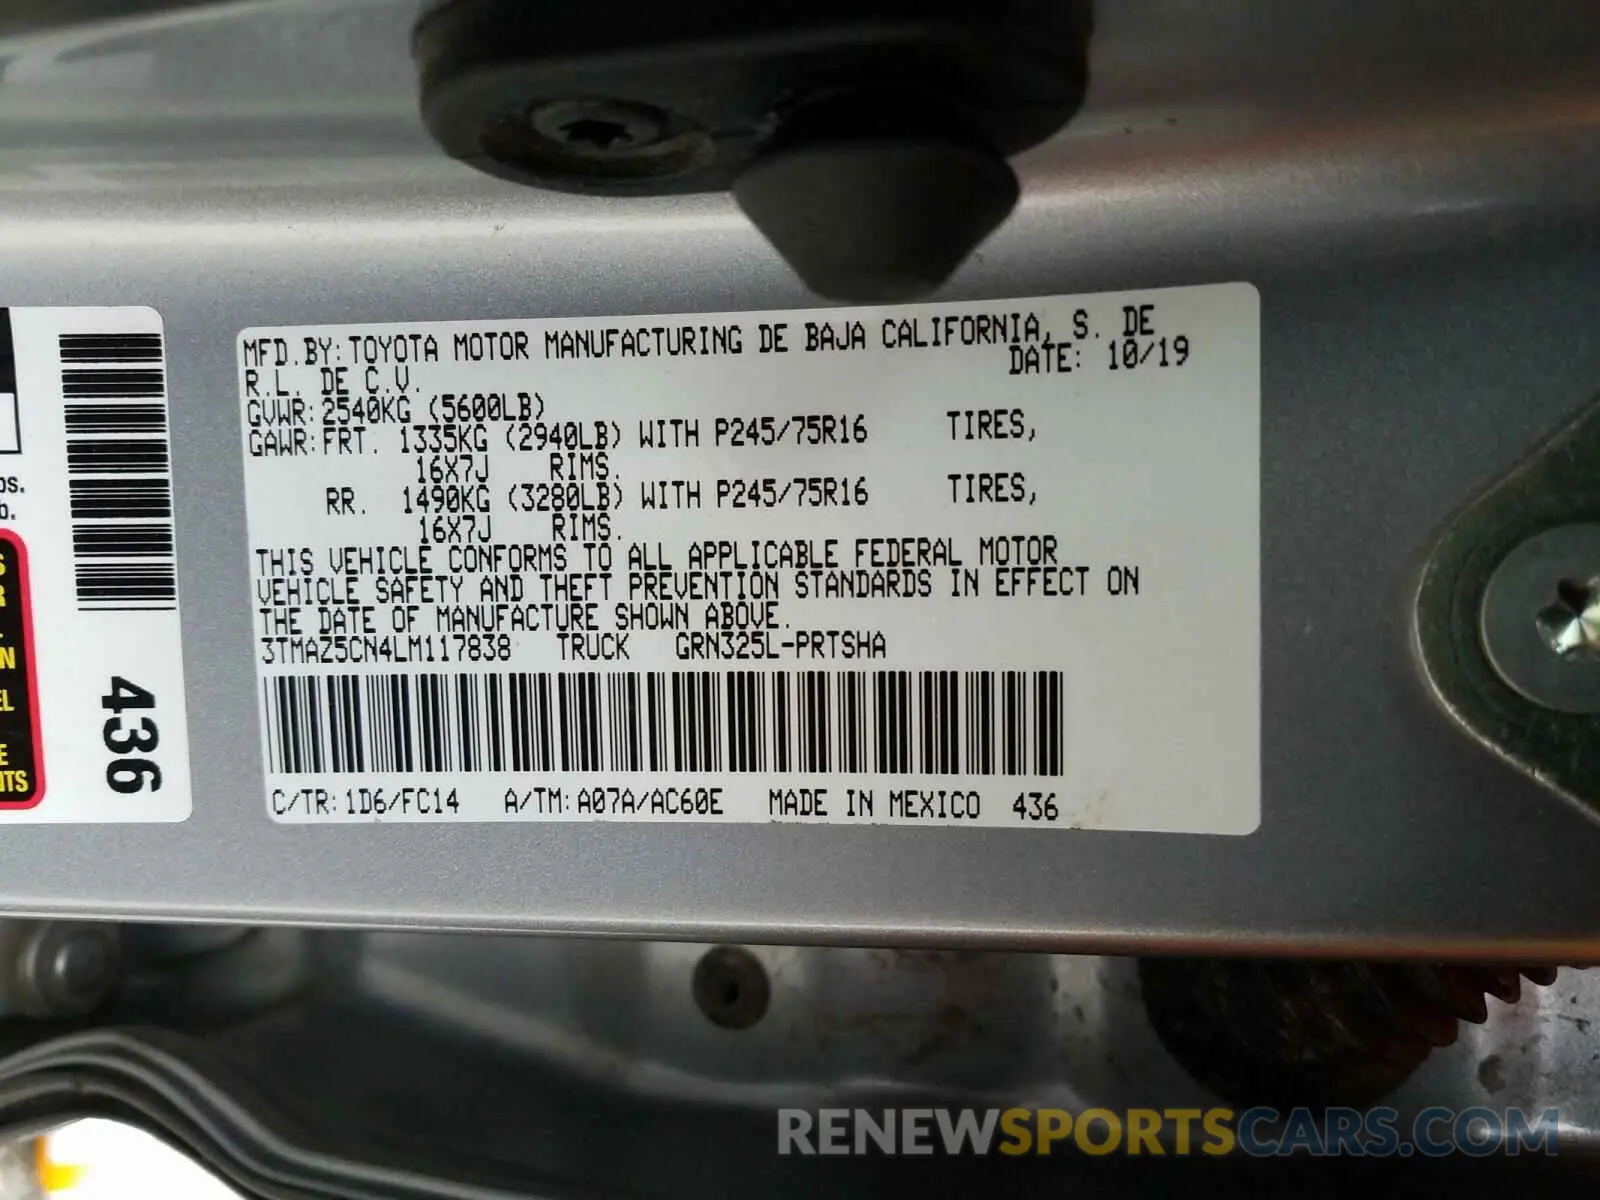 MFD.BY:TOYOTA MOTOR MANUFACTURING DE BAJA CALIFORNIA, S. DE
R.L. DE C.V. DATE: 10/19
GVWR:2540KG (5600LB)
GAWR:FRT. 1335KG (2940LB) WITH P245/75R16 TIRES,
16X7J RIMS.
RR. 1490KG (3280LB) WITH P245/75R16 TIRES,
16X7J RIMS.
THIS VEHICLE CONFORMS TO ALL APPLICABLE FEDERAL MOTOR
VEHICLE SAFETY AND THEFT PREVENTION STANDARDS IN EFFECT ON
THE DATE OF MANUFACTURE SHOWN ABOVE.
3TMAZ5CN4LM117838 TRUCK GRN325L-PRTSHA
C/TR:1D6/FC14 A/TM:A07A/AC60E MADE IN MEXICO 436
436
RENEWSPORTSCARS.COM